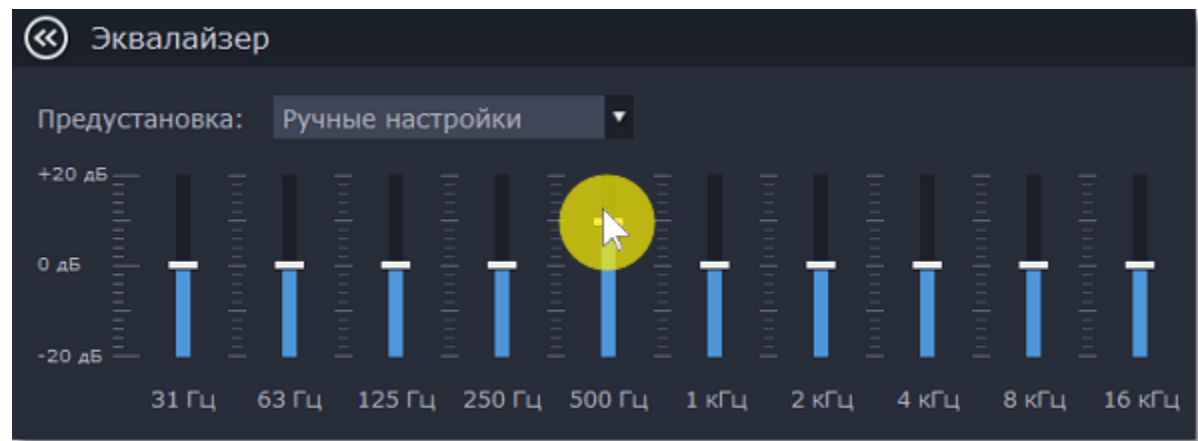 Эквалайзер
Предустановка: Ручные настройки
+20 дБ
0 дБ
-20 дБ
31 Гц 63 Гц 125 Гц 250 Гц 500 Гц 1 кГц 2 кГц 4 кГц 8 кГц 16 кГц